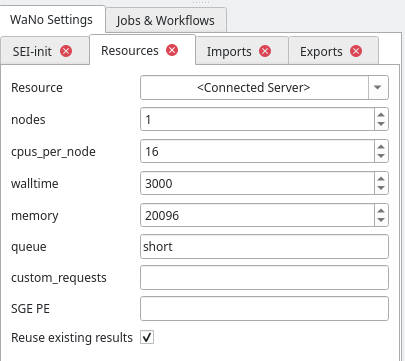 WaNo Settings Jobs & Workflows
SEI-init Resources Imports Exports
Resource <Connected Server>
nodes 1
cpus_per_node 16
walltime 3000
memory 20096
queue short
custom_requests
SGE PE
Reuse existing results